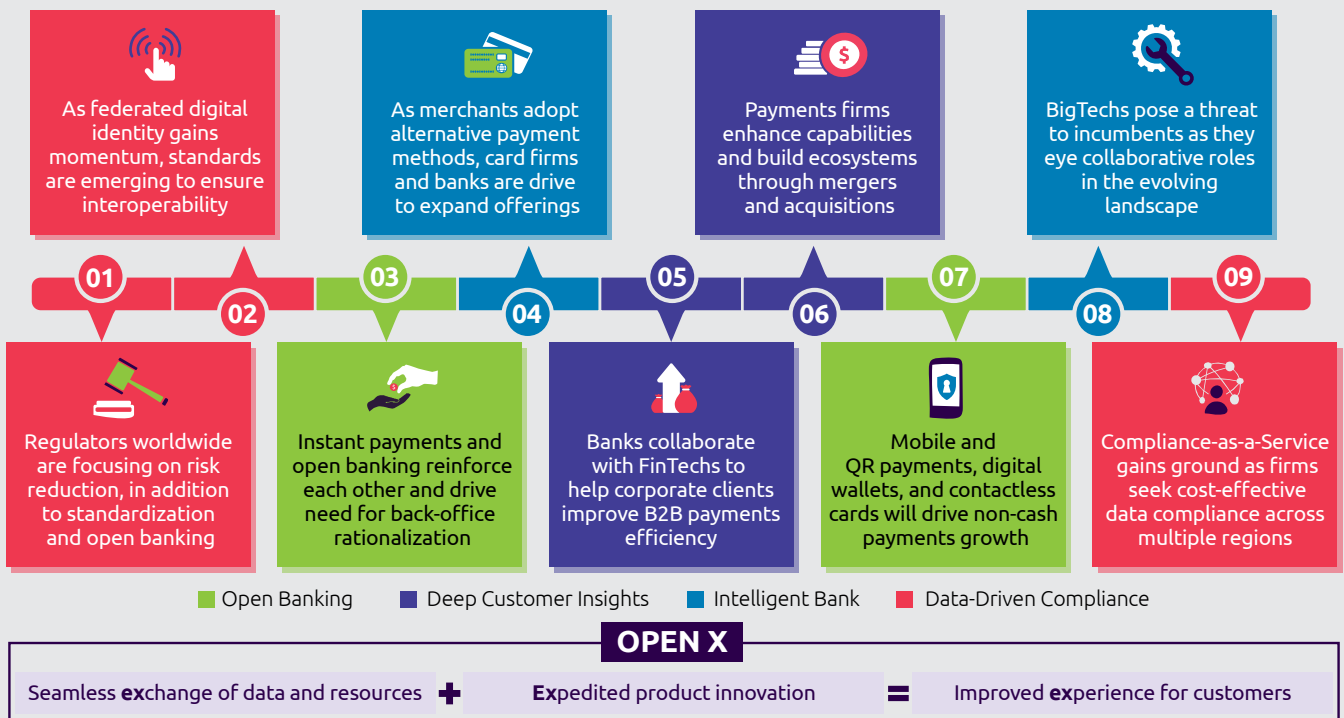 As federated digital
identity gains
momentum, standards
are emerging to ensure
interoperability
As merchants adopt
alternative payment
methods, card firms
and banks are drive
to expand offerings
$
Payments firms
enhance capabilities
and build ecosystems
through mergers
and acquisitions
BigTechs pose a threat
to incumbents as they
eye collaborative roles
in the evolving
landscape
01
02
03
04
05
06
07
08
09
Regulators worldwide
are focusing on risk
reduction, in addition
to standardization
and open banking
Instant payments and
open banking reinforce
each other and drive
need for back-office
rationalization
Banks collaborate
with FinTechs to
help corporate clients
improve B2B payments
efficiency
Mobile and
QR payments, digital
wallets, and contactless
cards will drive non-cash
payments growth
Compliance-as-a-Service
gains ground as firms
seek cost-effective
data compliance across
multiple regions
Open Banking
Deep Customer Insights
Intelligent Bank
Data-Driven Compliance
OPEN X
Seamless exchange of data and resources + Expedited product innovation = Improved experience for customers